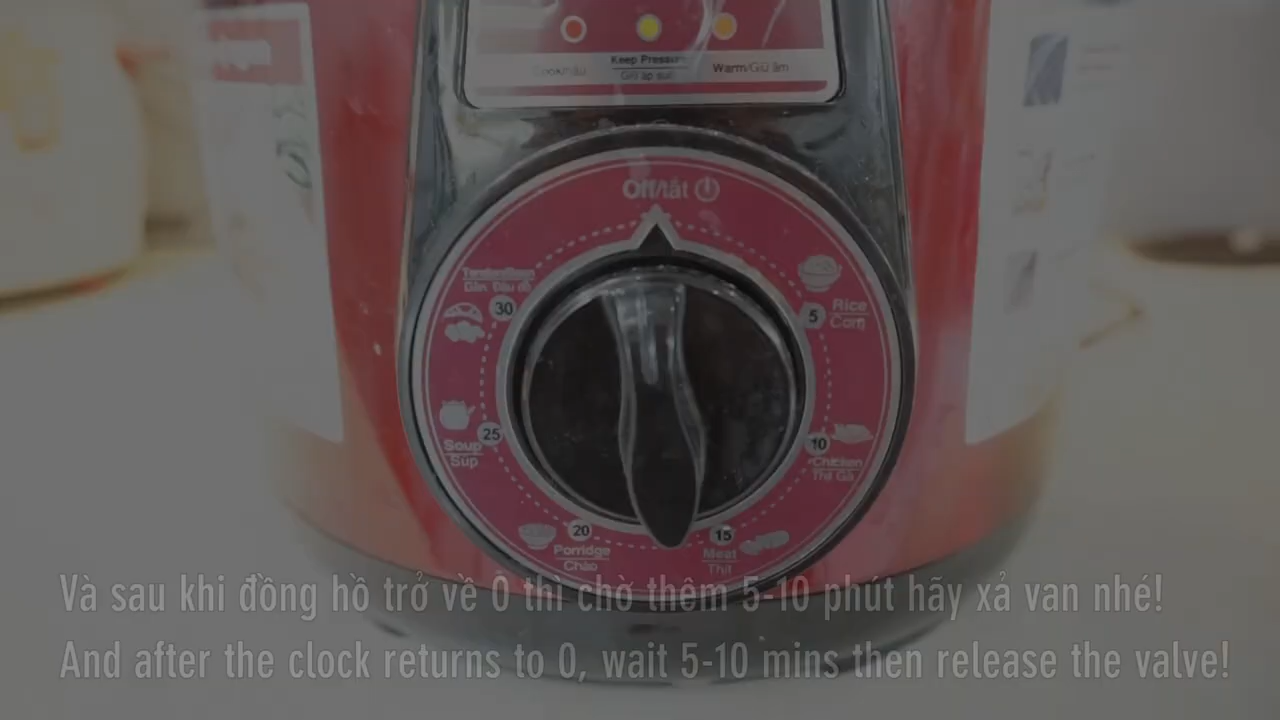 Keep Pressure
Giữ áp suất
Warm/Giữ ấm
Off/tắt
30
5
Rice
Cơm
25
Soup
Súp
10
Chicken
Thịt Gà
20
Porridge
Cháo
15
Meat
Thịt
Và sau khi đồng hồ trở về 0 thì chờ thêm 5-10 phút hãy xả van nhé!
And after the clock returns to 0, wait 5-10 mins then release the valve!